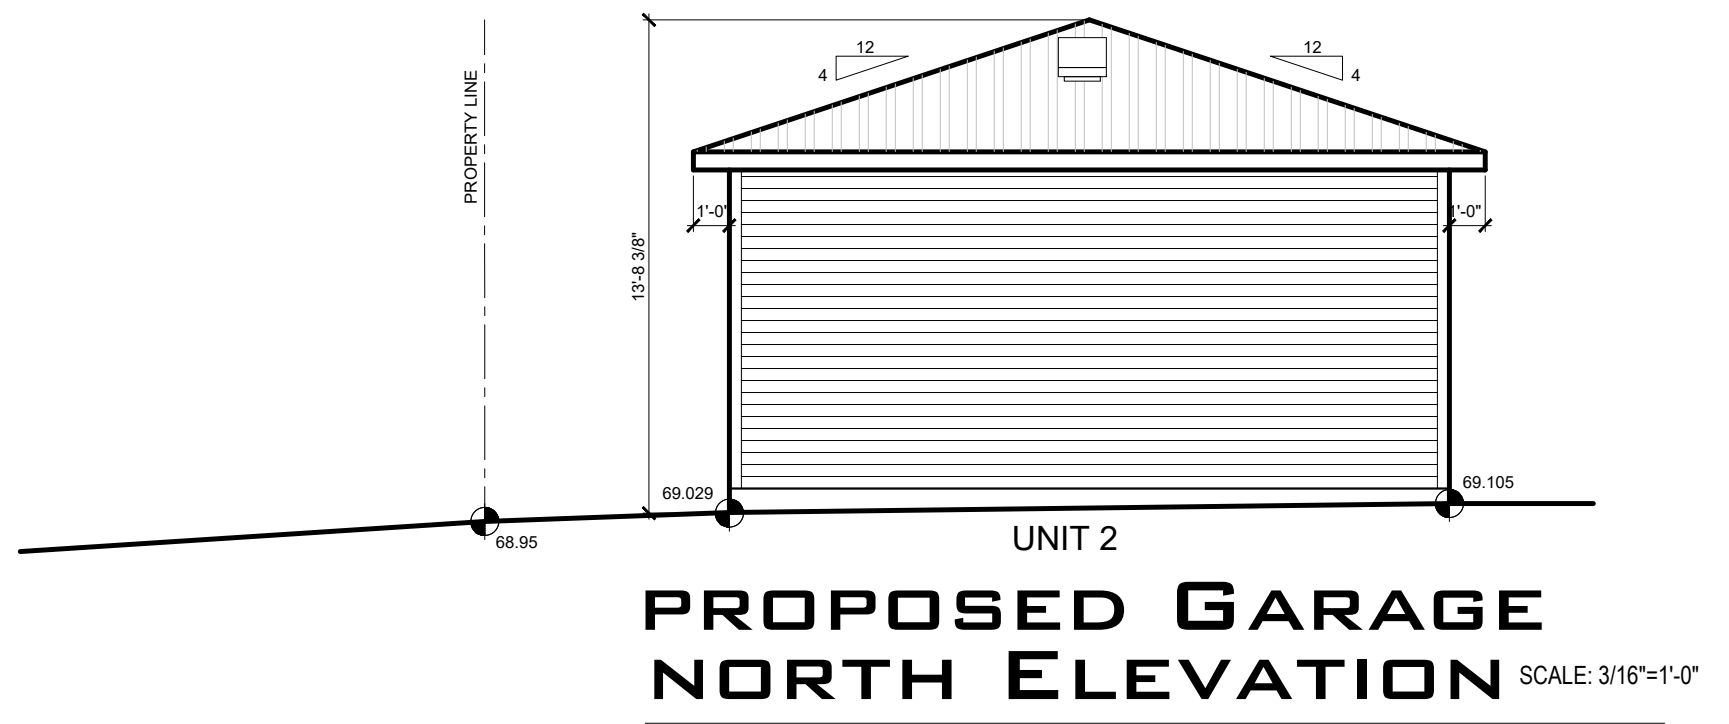 12
4
12
4
PROPERTY LINE
1'-0"
1'-0"
13'-8 3/8"
69.029
69.105
68.95
UNIT 2
PROPOSED GARAGE
NORTH ELEVATION SCALE: 3/16"=1'-0"